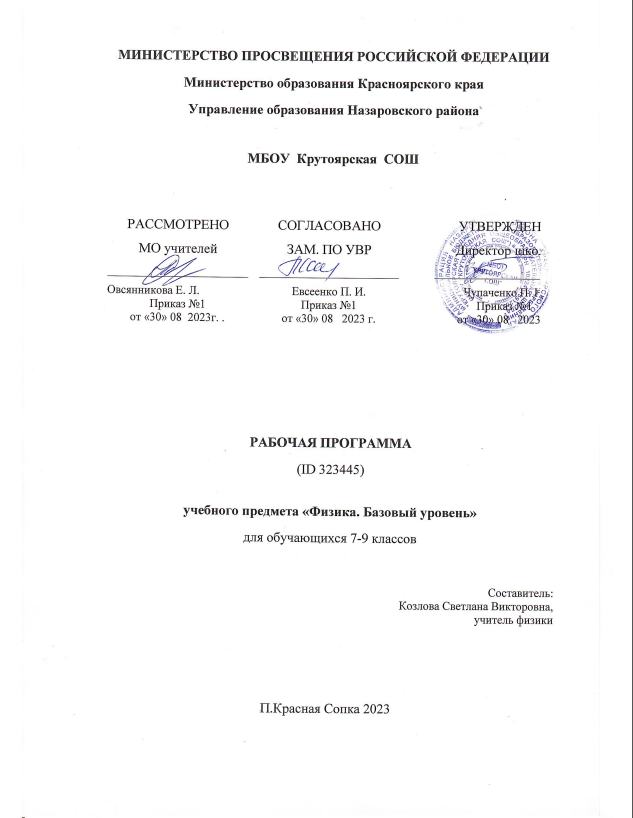 МИНИСТЕРСТВО ПРОСВЕЩЕНИЯ РОССИЙСКОЙ ФЕДЕРАЦИИ
Министерство образования Красноярского края
Управление образования Назаровского района
МБОУ Крутоярская СОШ
РАССМОТРЕНО
МО учителей
Овсянникова Е. Л.
Приказ №1
от «30» 08 2023г. .
СОГЛАСОВАНО
ЗАМ. ПО УВР
Евсеенко П. И.
Приказ №1
от «30» 08 2023 г.
УТВЕРЖДЕН
Директор
Чупаченко
Приказ №1
от «30» 08 2023
РАБОЧАЯ ПРОГРАММА
(ID 323445)
учебного предмета «Физика. Базовый уровень»
для обучающихся 7-9 классов
Составитель:
Козлова Светлана Викторовна,
учитель физики
П.Красная Сопка 2023